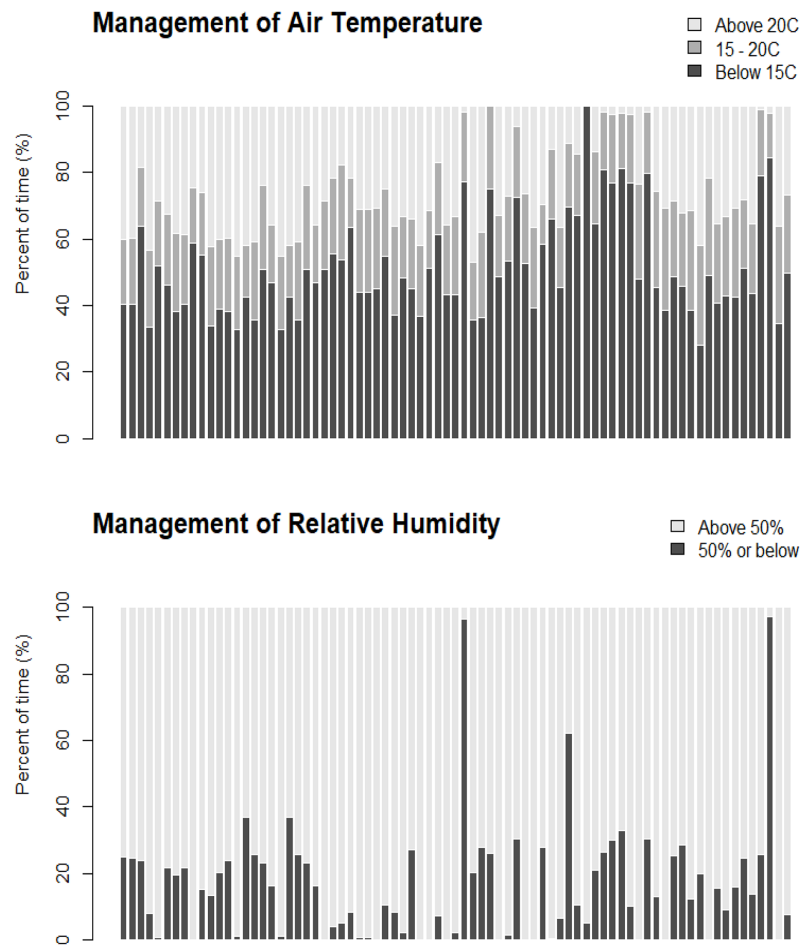 Management of Air Temperature
Above 20C
15 - 20C
Below 15C
Percent of time (%)
100
80
60
40
20
0
Management of Relative Humidity
Above 50%
50% or below
Percent of time (%)
100
80
60
40
20
0